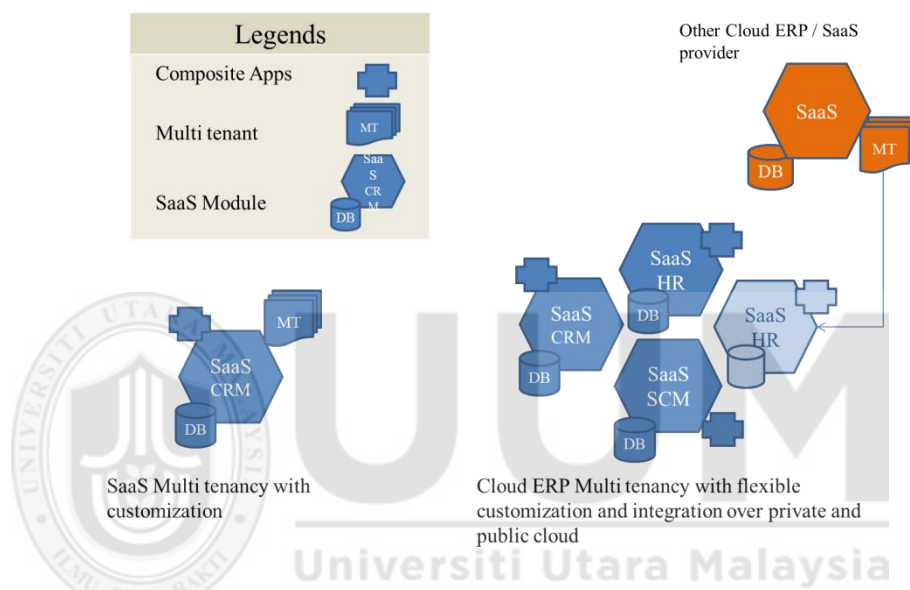 Legends
Composite Apps
Multi tenant
MT
SaaS Module
Saa
S
CR
M
DB
Other Cloud ERP / SaaS
provider
SaaS
DB
MT
SaaS
HR
DB
SaaS
CRM
DB
SaaS
HR
SaaS
SCM
DB
MT
SaaS
CRM
DB
SaaS Multi tenancy with
customization
Cloud ERP Multi tenancy with flexible
customization and integration over private and
public cloud
UUM
Universiti Utara Malaysia
UNIVERSITI UTARA MALAYSI